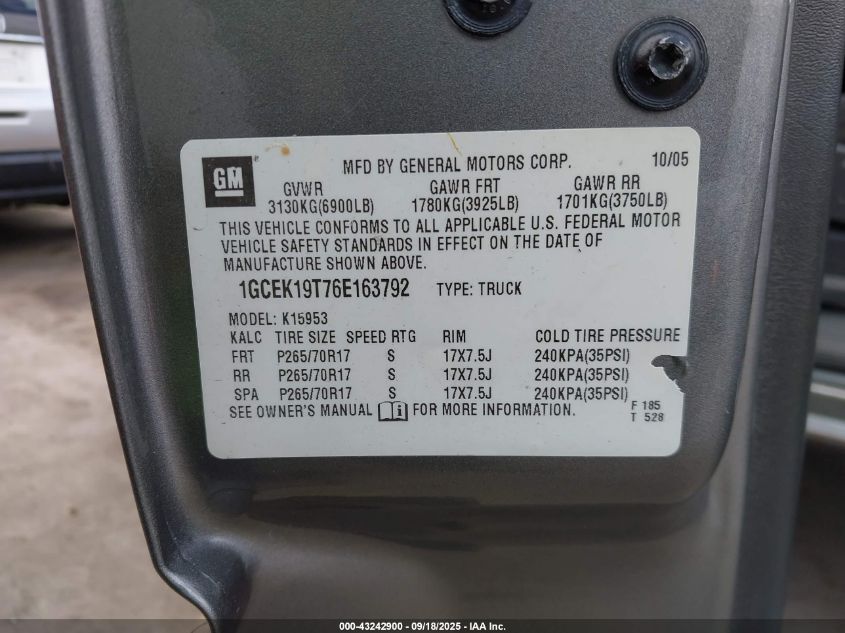 GM
MFD BY GENERAL MOTORS CORP. 10/05
GVWR GAWR FRT GAWR RR
3130KG(6900LB) 1780KG(3925LB) 1701KG(3750LB)
THIS VEHICLE CONFORMS TO ALL APPLICABLE U.S. FEDERAL MOTOR
VEHICLE SAFETY STANDARDS IN EFFECT ON THE DATE OF
MANUFACTURE SHOWN ABOVE.
1GCEK19T76E163792 TYPE: TRUCK
MODEL: K15953
KALC TIRE SIZE SPEED RTG RIM COLD TIRE PRESSURE
FRT P265/70R17 S 17X7.5J 240KPA(35PSI)
RR P265/70R17 S 17X7.5J 240KPA(35PSI)
SPA P265/70R17 S 17X7.5J 240KPA(35PSI)
SEE OWNER'S MANUAL FOR MORE INFORMATION.
F 185
T 528
000-43242900 - 09/18/2025 - IAA Inc.